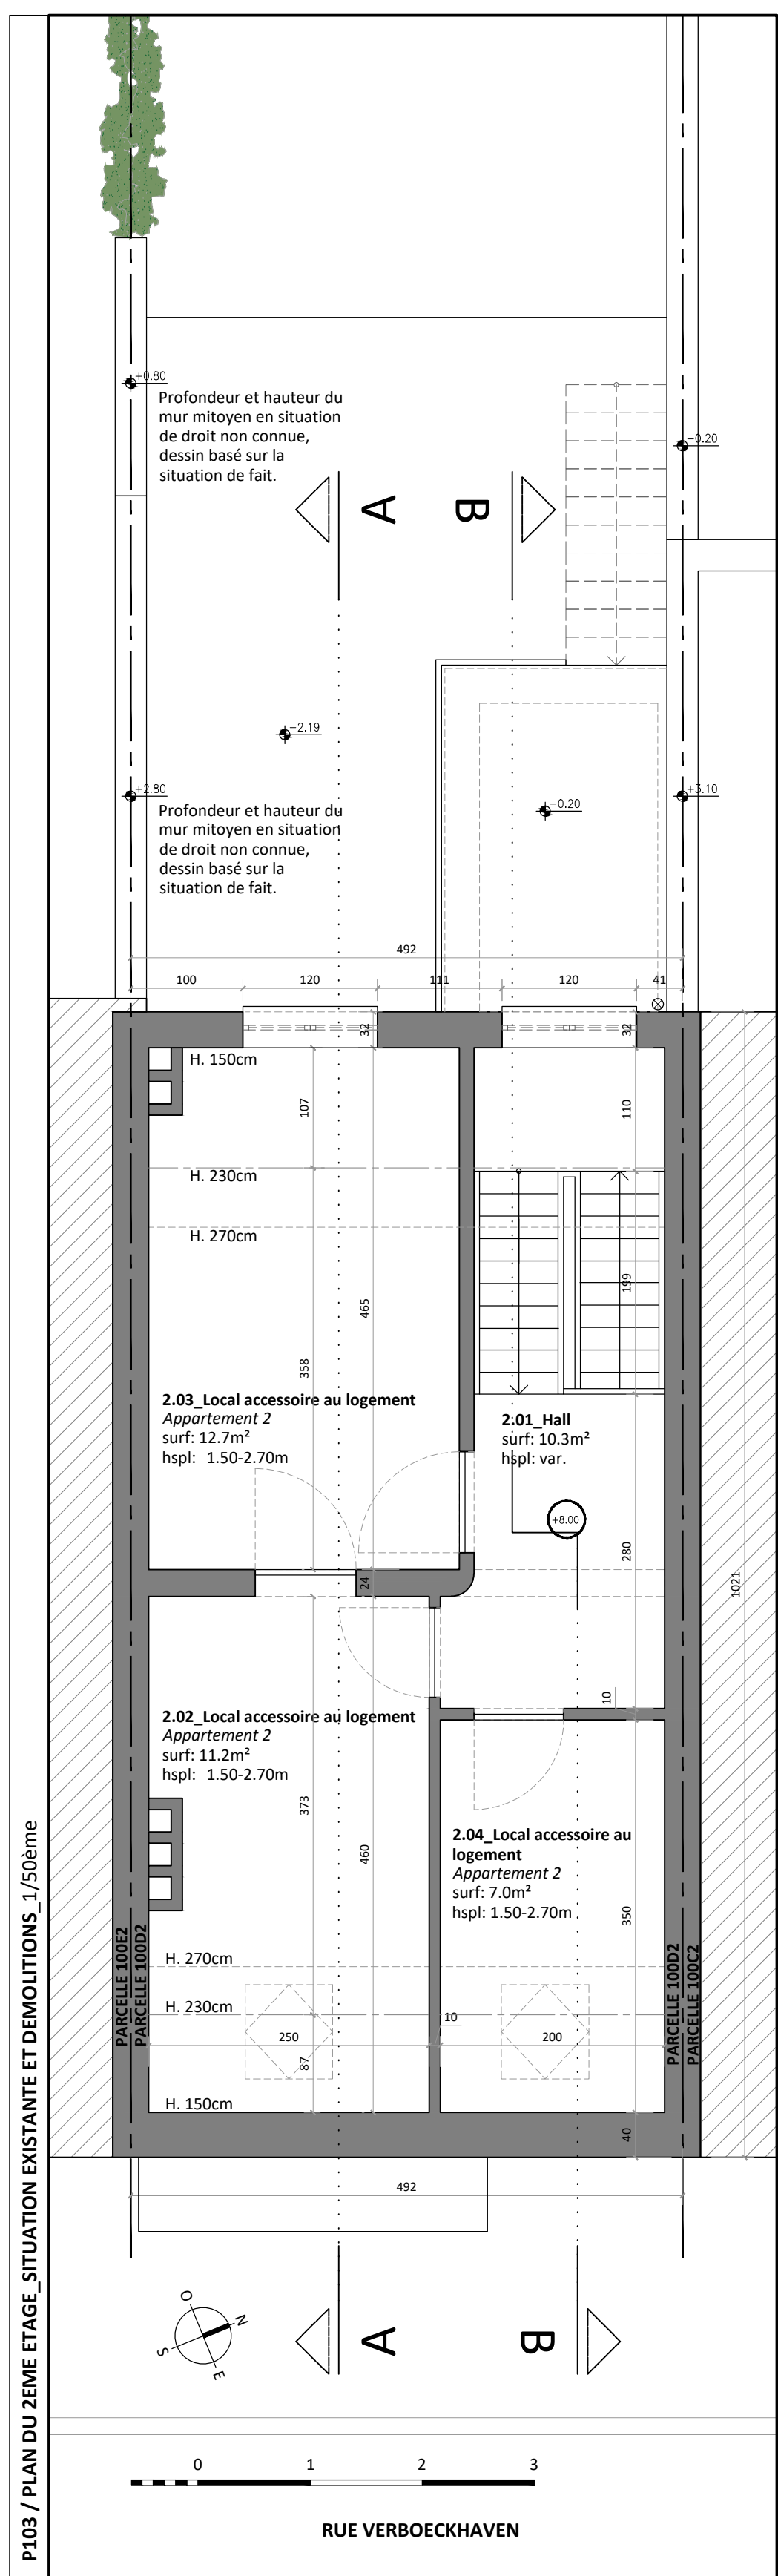 P103 / PLAN DU 2EME ETAGE_SITUATION EXISTANTE ET DEMOLITIONS_1/50ème
+0.80
Profondeur et hauteur du
mur mitoyen en situation
de droit non connue,
dessin basé sur la
situation de fait.
-0.20
A
B
-2.19
+2.80
Profondeur et hauteur du
mur mitoyen en situation
de droit non connue,
dessin basé sur la
situation de fait.
-0.20
+3.10
492
100
120
111
120
41
32
32
H. 150cm
107
110
H. 230cm
H. 270cm
199
465
358
2.03_Local accessoire au logement
Appartement 2
surf: 12.7m²
hspl: 1.50-2.70m
2.01_Hall
surf: 10.3m²
hspl: var.
+8.00
280
24
1021
10
2.02_Local accessoire au logement
Appartement 2
surf: 11.2m²
hspl: 1.50-2.70m
373
460
2.04_Local accessoire au
logement
Appartement 2
surf: 7.0m²
hspl: 1.50-2.70m
350
PARCELLE 100E2
PARCELLE 100D2
PARCELLE 100D2
PARCELLE 100C2
H. 270cm
H. 230cm
10
250
200
87
H. 150cm
40
492
O
N
S
E
A
B
0
1
2
3
RUE VERBOECKHAVEN